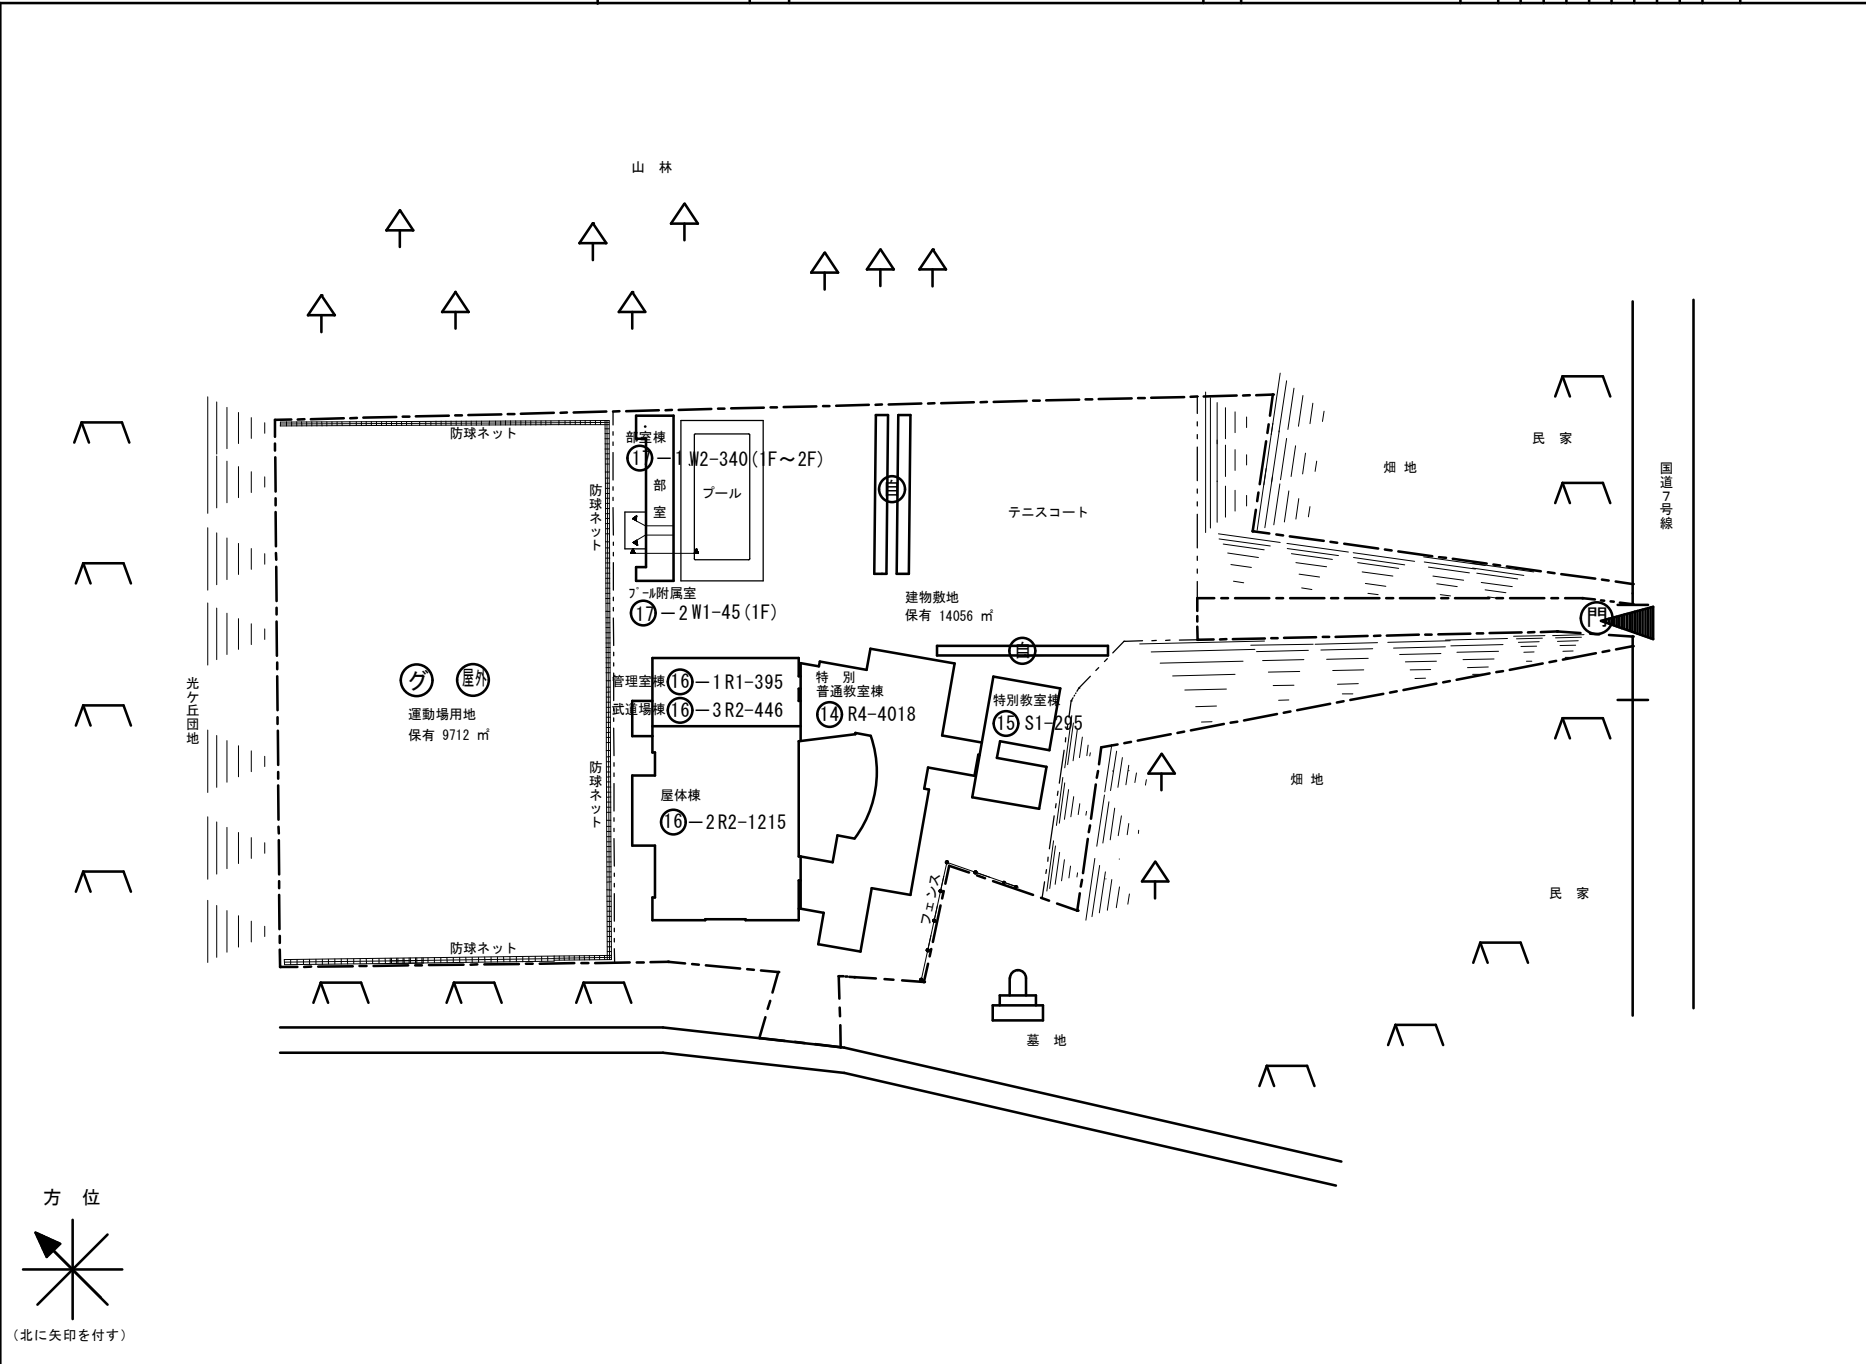 山 林
防球ネット
部室棟
⑰－1 W2-340(1F～2F)
部室
プール
自
テニスコート
畑 地
民 家
国道7号線
防球ネット
ﾌﾟｰﾙ附属室
⑰－2 W1-45(1F)
建物敷地
保有 14056 ㎡
門
自
光ケ丘団地
グ 屋外
運動場用地
保有 9712 ㎡
管理室棟 ⑯－1 R1-395
武道場棟 ⑯－3 R2-446
特 別
普通教室棟
⑭ R4-4018
特別教室棟
⑮ S1-295
防球ネット
屋体棟
⑯－2 R2-1215
畑 地
フェンス
民 家
防球ネット
墓 地
方 位
(北に矢印を付す)